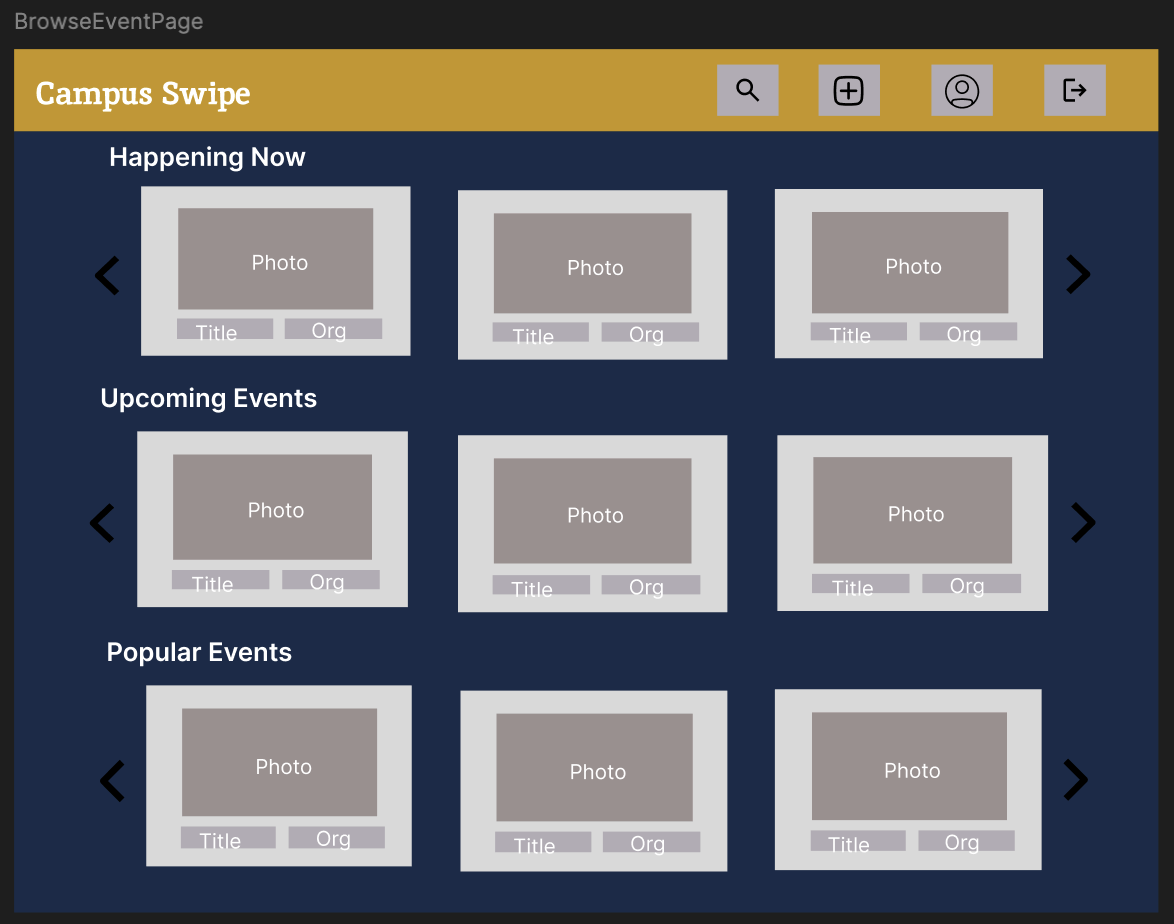 BrowseEventPage
Campus Swipe
Happening Now
Photo Photo Photo
Title Org Title Org Title Org
Upcoming Events
Photo Photo Photo
Title Org Title Org Title Org
Popular Events
Photo Photo Photo
Title Org Title Org Title Org